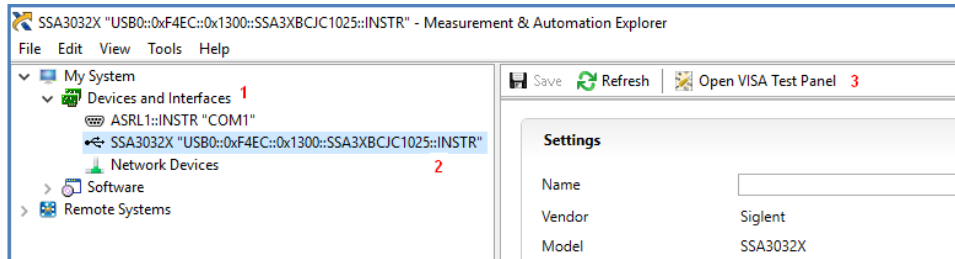 SSA3032X "USB0::0xF4EC::0x1300::SSA3XBCJC1025::INSTR" - Measurement & Automation Explorer
File Edit View Tools Help
My System
Devices and Interfaces 1
ASRL1::INSTR "COM1"
SSA3032X "USB0::0xF4EC::0x1300::SSA3XBCJC1025::INSTR"
Network Devices 2
Software
Remote Systems
Save Refresh Open VISA Test Panel 3
Settings
Name
Vendor Siglent
Model SSA3032X